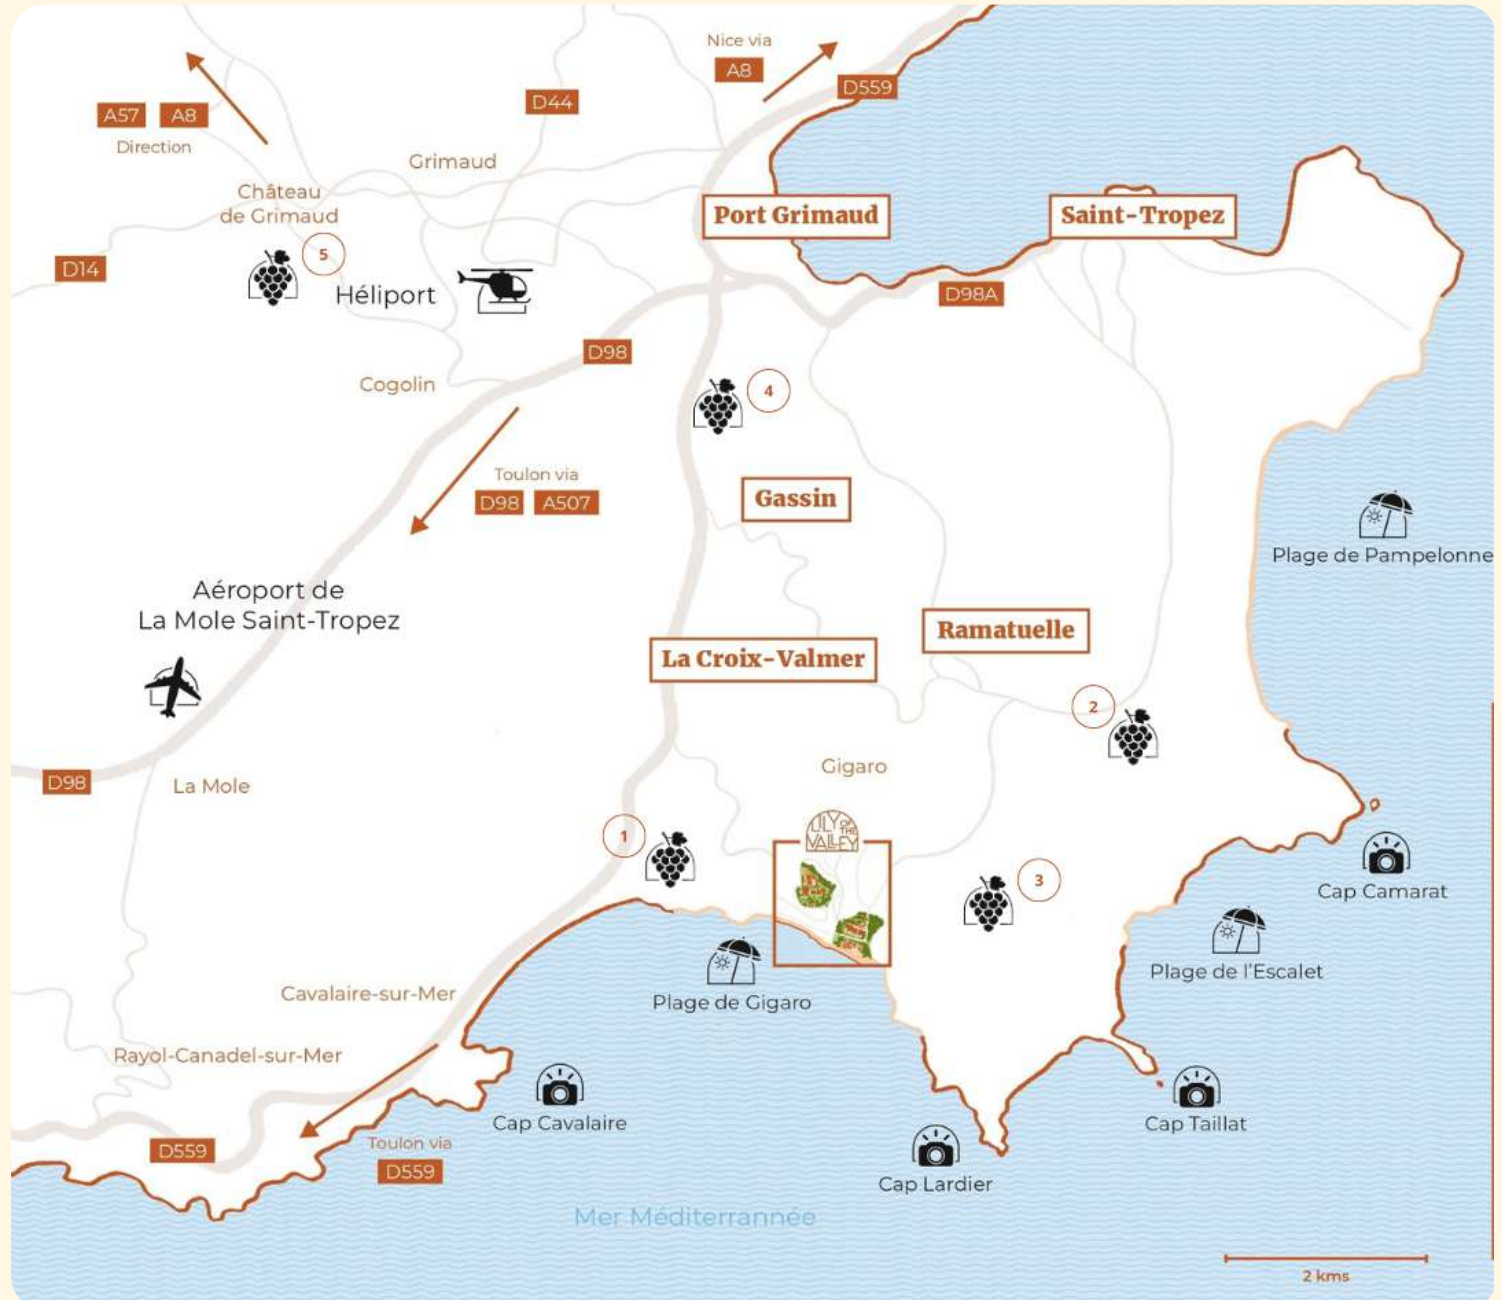 Nice via
A8
D559
D44
A57 A8
Direction
Grimaud
Château
de Grimaud
5
Port Grimaud
Saint-Tropez
D14
Héliport
D98A
D98
Cogolin
4
Toulon via
D98 A507
Gassin
Plage de Pampelonne
Aéroport de
La Mole Saint-Tropez
Ramatuelle
La Croix-Valmer
2
D98
La Mole
Gigaro
LILY OF THE
VALLEY
1
3
Cap Camarat
Plage de l'Escalet
Plage de Gigaro
Cavalaire-sur-Mer
Rayol-Canadel-sur-Mer
Cap Cavalaire
Cap Taillat
D559
Toulon via
D559
Cap Lardier
Mer Méditerrannée
2 kms